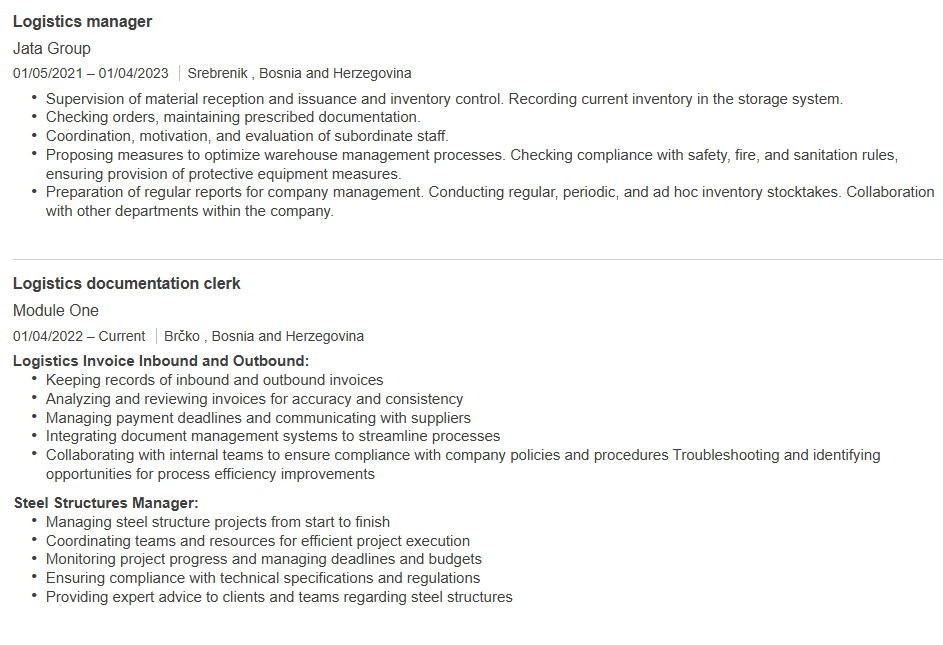 Logistics manager
Jata Group
01/05/2021 – 01/04/2023 Srebrenik , Bosnia and Herzegovina
• Supervision of material reception and issuance and inventory control. Recording current inventory in the storage system.
• Checking orders, maintaining prescribed documentation.
• Coordination, motivation, and evaluation of subordinate staff.
• Proposing measures to optimize warehouse management processes. Checking compliance with safety, fire, and sanitation rules,
ensuring provision of protective equipment measures.
• Preparation of regular reports for company management. Conducting regular, periodic, and ad hoc inventory stocktakes. Collaboration
with other departments within the company.
Logistics documentation clerk
Module One
01/04/2022 – Current Brčko , Bosnia and Herzegovina
Logistics Invoice Inbound and Outbound:
• Keeping records of inbound and outbound invoices
• Analyzing and reviewing invoices for accuracy and consistency
• Managing payment deadlines and communicating with suppliers
• Integrating document management systems to streamline processes
• Collaborating with internal teams to ensure compliance with company policies and procedures Troubleshooting and identifying
opportunities for process efficiency improvements
Steel Structures Manager:
• Managing steel structure projects from start to finish
• Coordinating teams and resources for efficient project execution
• Monitoring project progress and managing deadlines and budgets
• Ensuring compliance with technical specifications and regulations
• Providing expert advice to clients and teams regarding steel structures